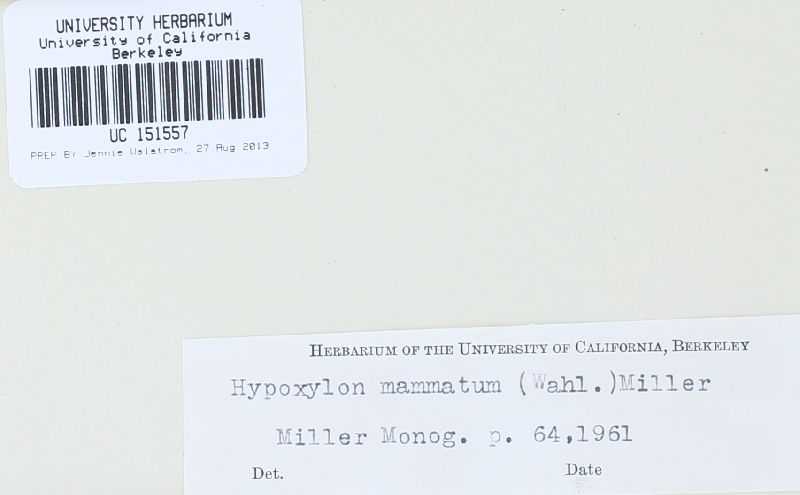 UNIVERSITY HERBARIUM
University of California
Berkeley
UC 151557
PREP BY Jennie Walstrom, 27 Aug 2013
HERBARIUM OF THE UNIVERSITY OF CALIFORNIA, BERKELEY
Hypoxylon mammatum (Wahl.)Miller
Miller Monog. p. 64,1961
Det. Date